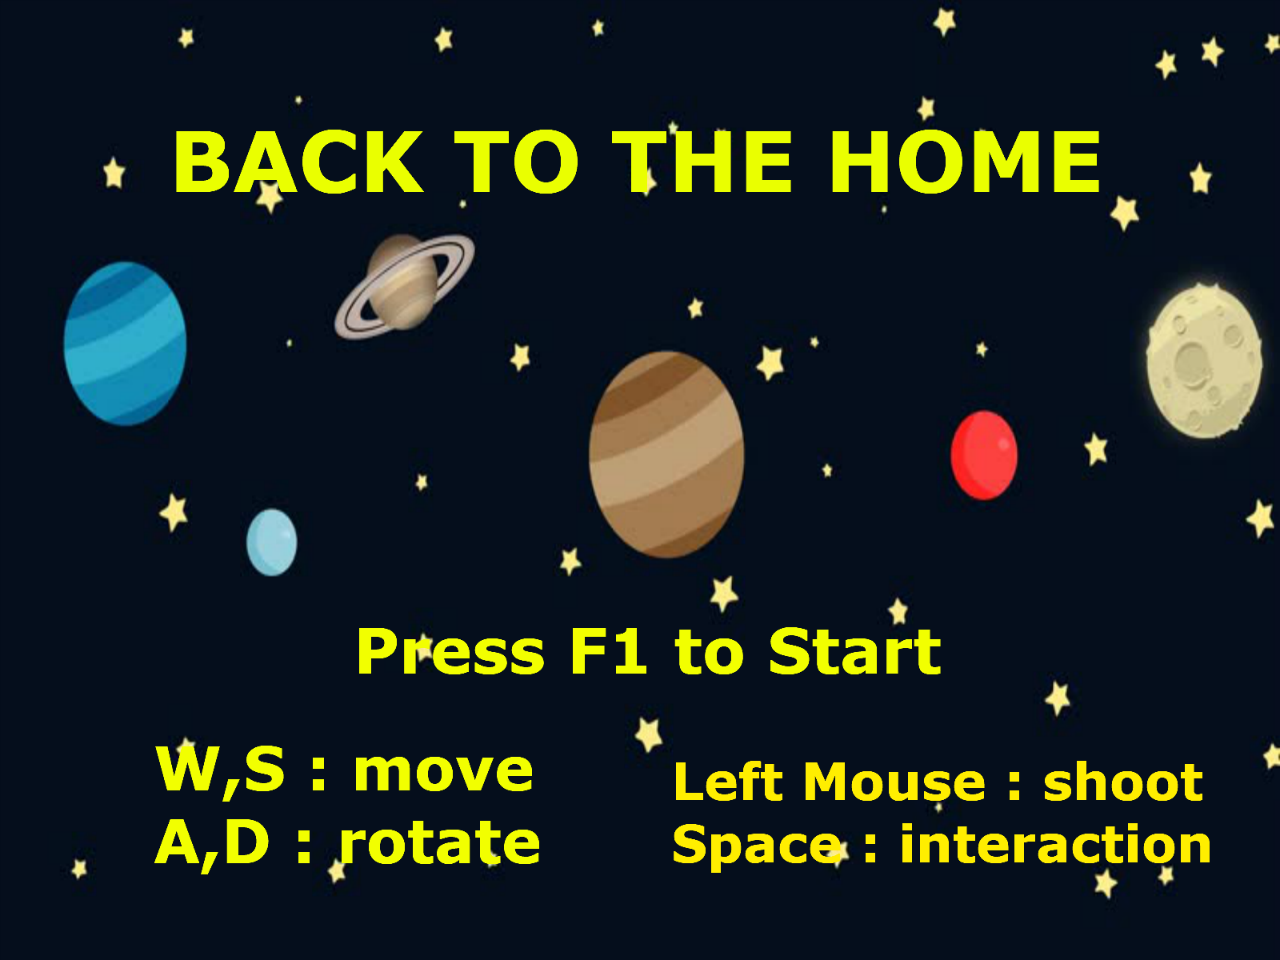 BACK TO THE HOME
Press F1 to Start
W,S : move
A,D : rotate
Left Mouse : shoot
Space : interaction